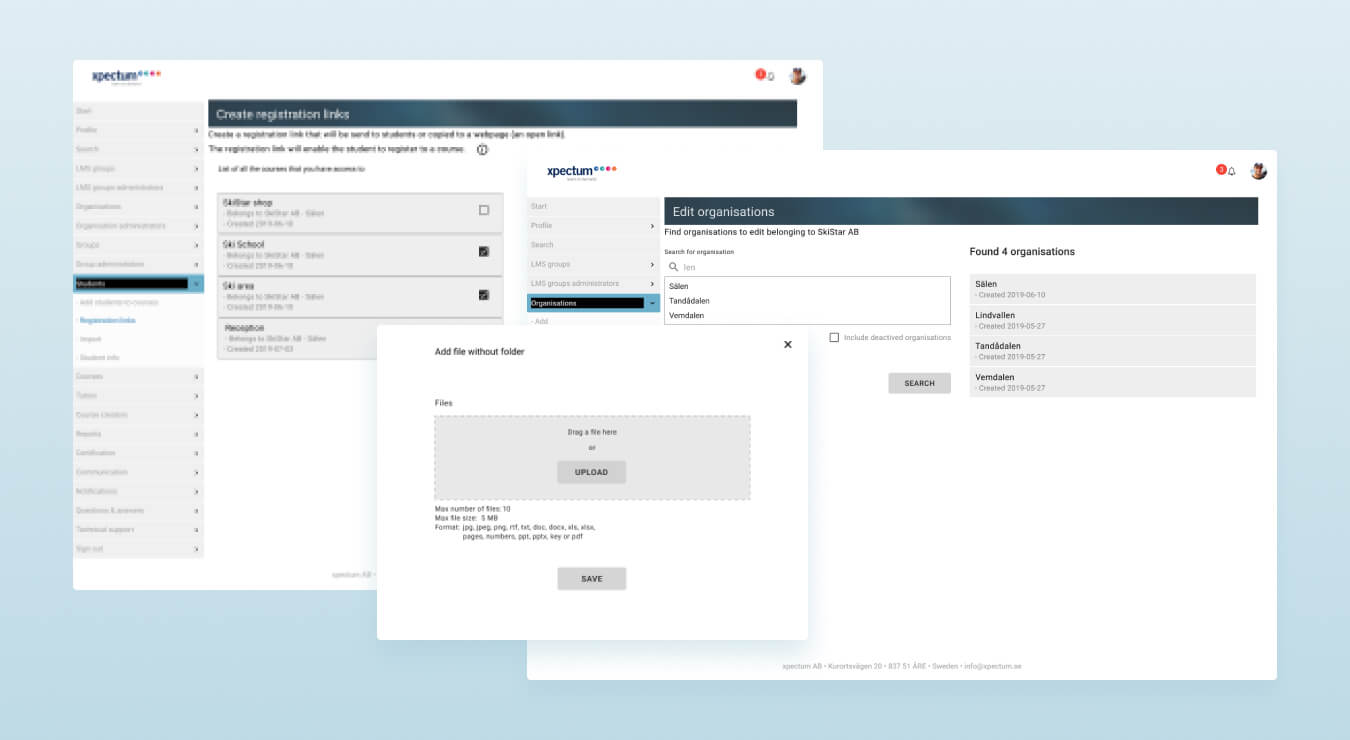 xpectum
1
Start
Profile
Search
LMS groups
LMS groups administrators
Organisations
Organisation administrators
Groups
Group administrators
Students
- Add students to courses
- Registration links
- Import
- Student info
Courses
Tutors
Course creators
Reports
Certification
Communication
Notifications
Questions & answers
Technical support
Sign out
Create registration links
Create a registration link that will be send to students or copied to a webpage (an open link).
The registration link will enable the student to register to a course.
List of all the courses that you have access to
SkiStar shop
- Belongs to SkiStar AB - Sälen
- Created 2019-06-10
Ski School
- Belongs to SkiStar AB - Sälen
- Created 2019-06-10
Ski area
- Belongs to SkiStar AB - Sälen
- Created 2019-06-10
Reception
- Belongs to SkiStar AB - Sälen
- Created 2019-07-03
xpectum AB •
xpectum
3
Start
Profile
Search
LMS groups
LMS groups administrators
Organisations
- Add
Edit organisations
Find organisations to edit belonging to SkiStar AB
Search for organisation
len
Sälen
Tandådalen
Vemdalen
Include deactived organisations
SEARCH
Found 4 organisations
Sälen
- Created 2019-06-10
Lindvallen
- Created 2019-05-27
Tandådalen
- Created 2019-05-27
Vemdalen
- Created 2019-05-27
xpectum AB • Kurortsvägen 20 • 837 51 ÅRE • Sweden • info@xpectum.se
Add file without folder
Files
Drag a file here
or
UPLOAD
Max number of files: 10
Max file size: 5 MB
Format: jpg, jpeg, png, rtf, txt, doc, docx, xls, xlsx,
pages, numbers, ppt, pptx, key or pdf
SAVE